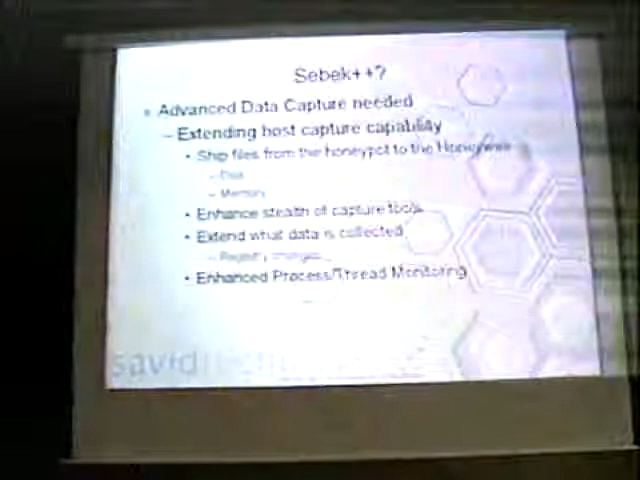 Sebek++?
Advanced Data Capture needed
– Extending host capture capability
• Ship files from the honeypot to the Honeywall
– Disk
– Memory
• Enhance stealth of capture tools
• Extend what data is collected
– Registry changes
• Enhanced Process/Thread Monitoring